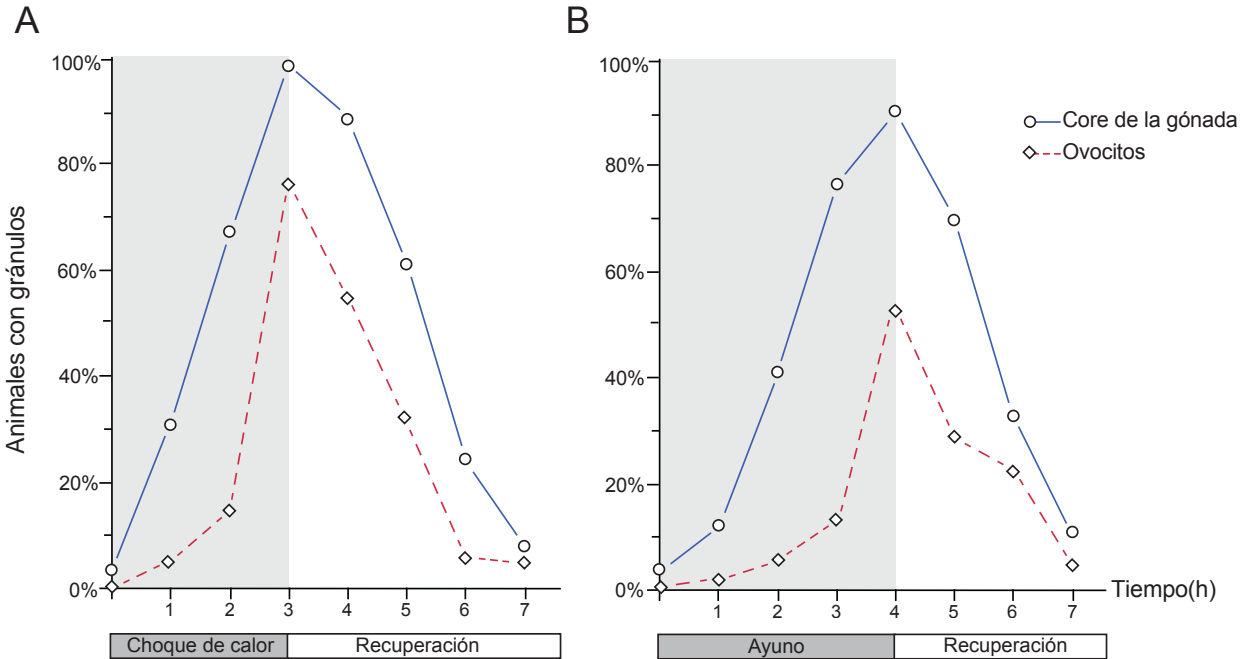 A
B
Animales con gránulos
100%
80%
60%
40%
20%
0%
1 2 3 4 5 6 7
Choque de calor Recuperación
100%
80%
60%
40%
20%
0%
1 2 3 4 5 6 7
Tiempo(h)
Ayuno Recuperación
Core de la gónada
Ovocitos